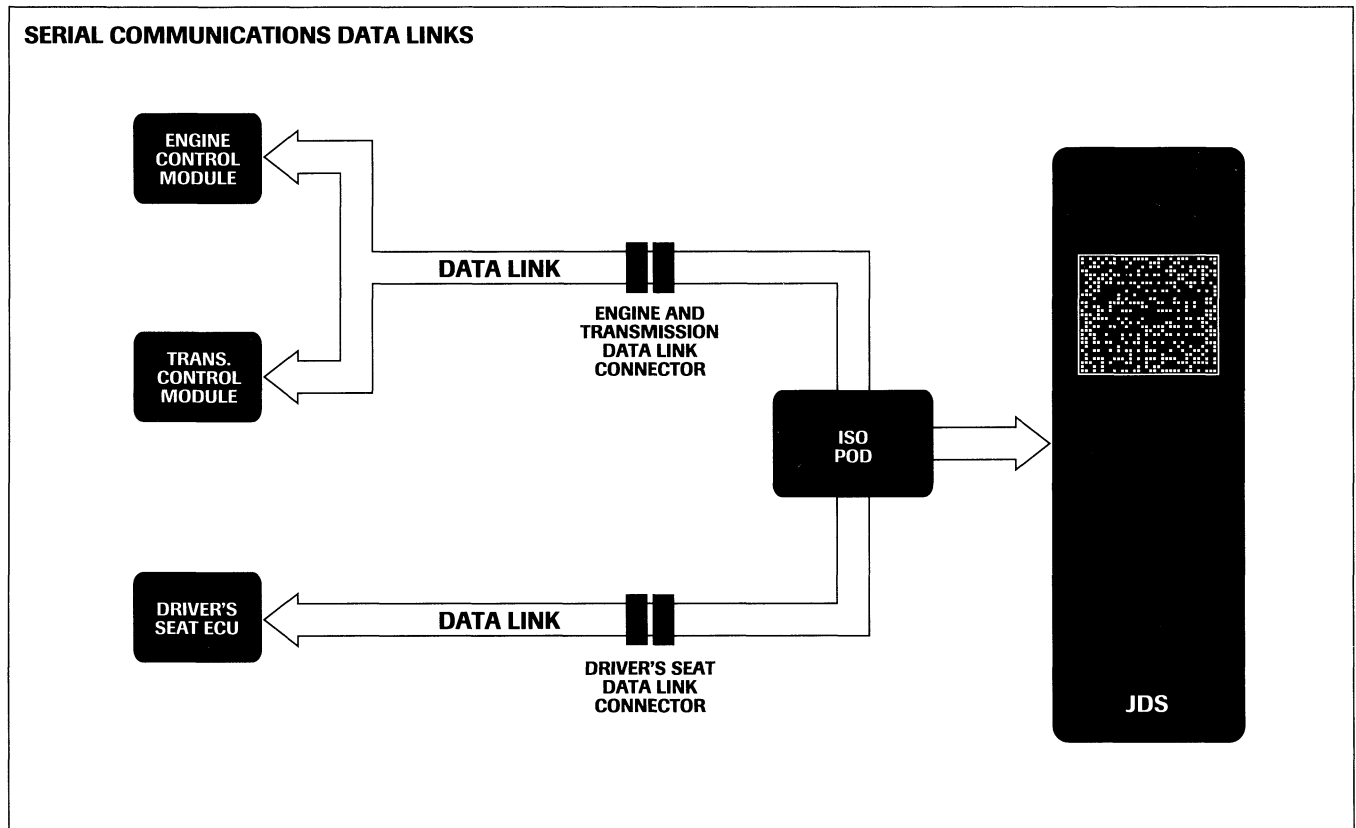 SERIAL COMMUNICATIONS DATA LINKS
ENGINE
CONTROL
MODULE
DATA LINK
ENGINE AND
TRANSMISSION
DATA LINK
CONNECTOR
TRANS.
CONTROL
MODULE
ISO
POD
DRIVER'S
SEAT ECU
DATA LINK
DRIVER'S SEAT
DATA LINK
CONNECTOR
JDS